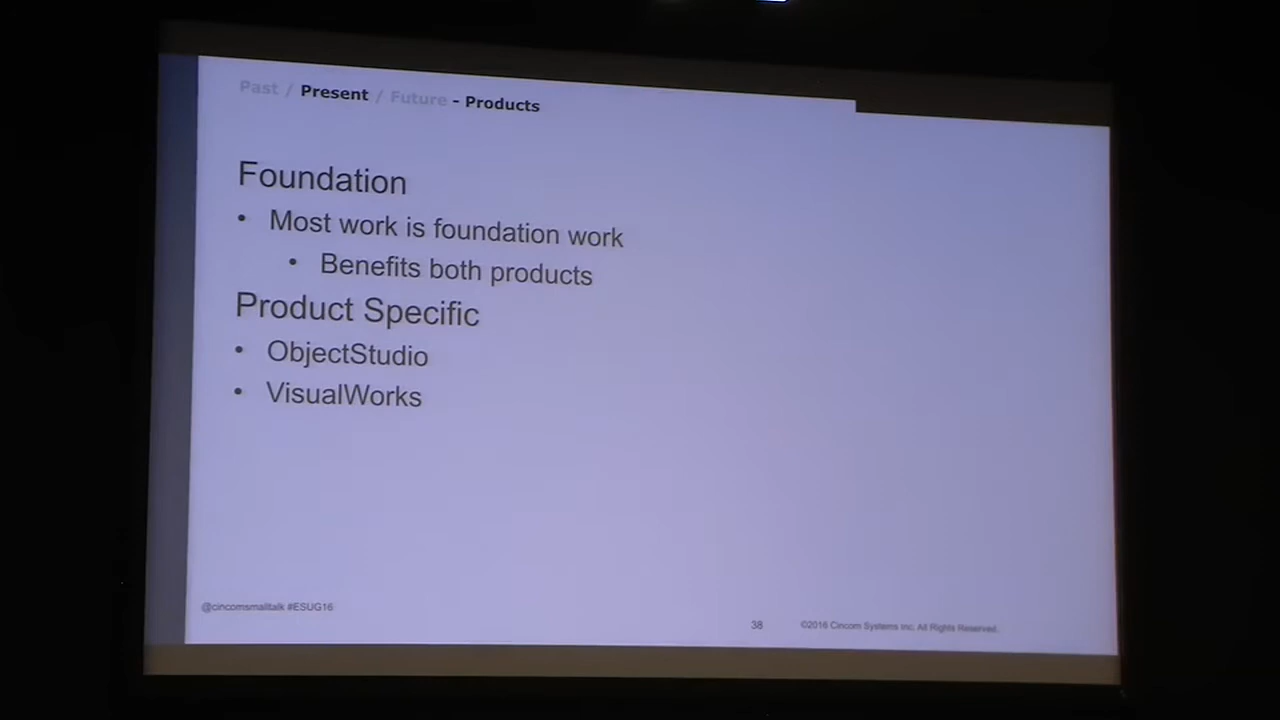 Past / Present / Future - Products
Foundation
• Most work is foundation work
• Benefits both products
Product Specific
• ObjectStudio
• VisualWorks
@cincomsmalltalk #ESUG16
38
©2016 Cincom Systems Inc. All Rights Reserved.